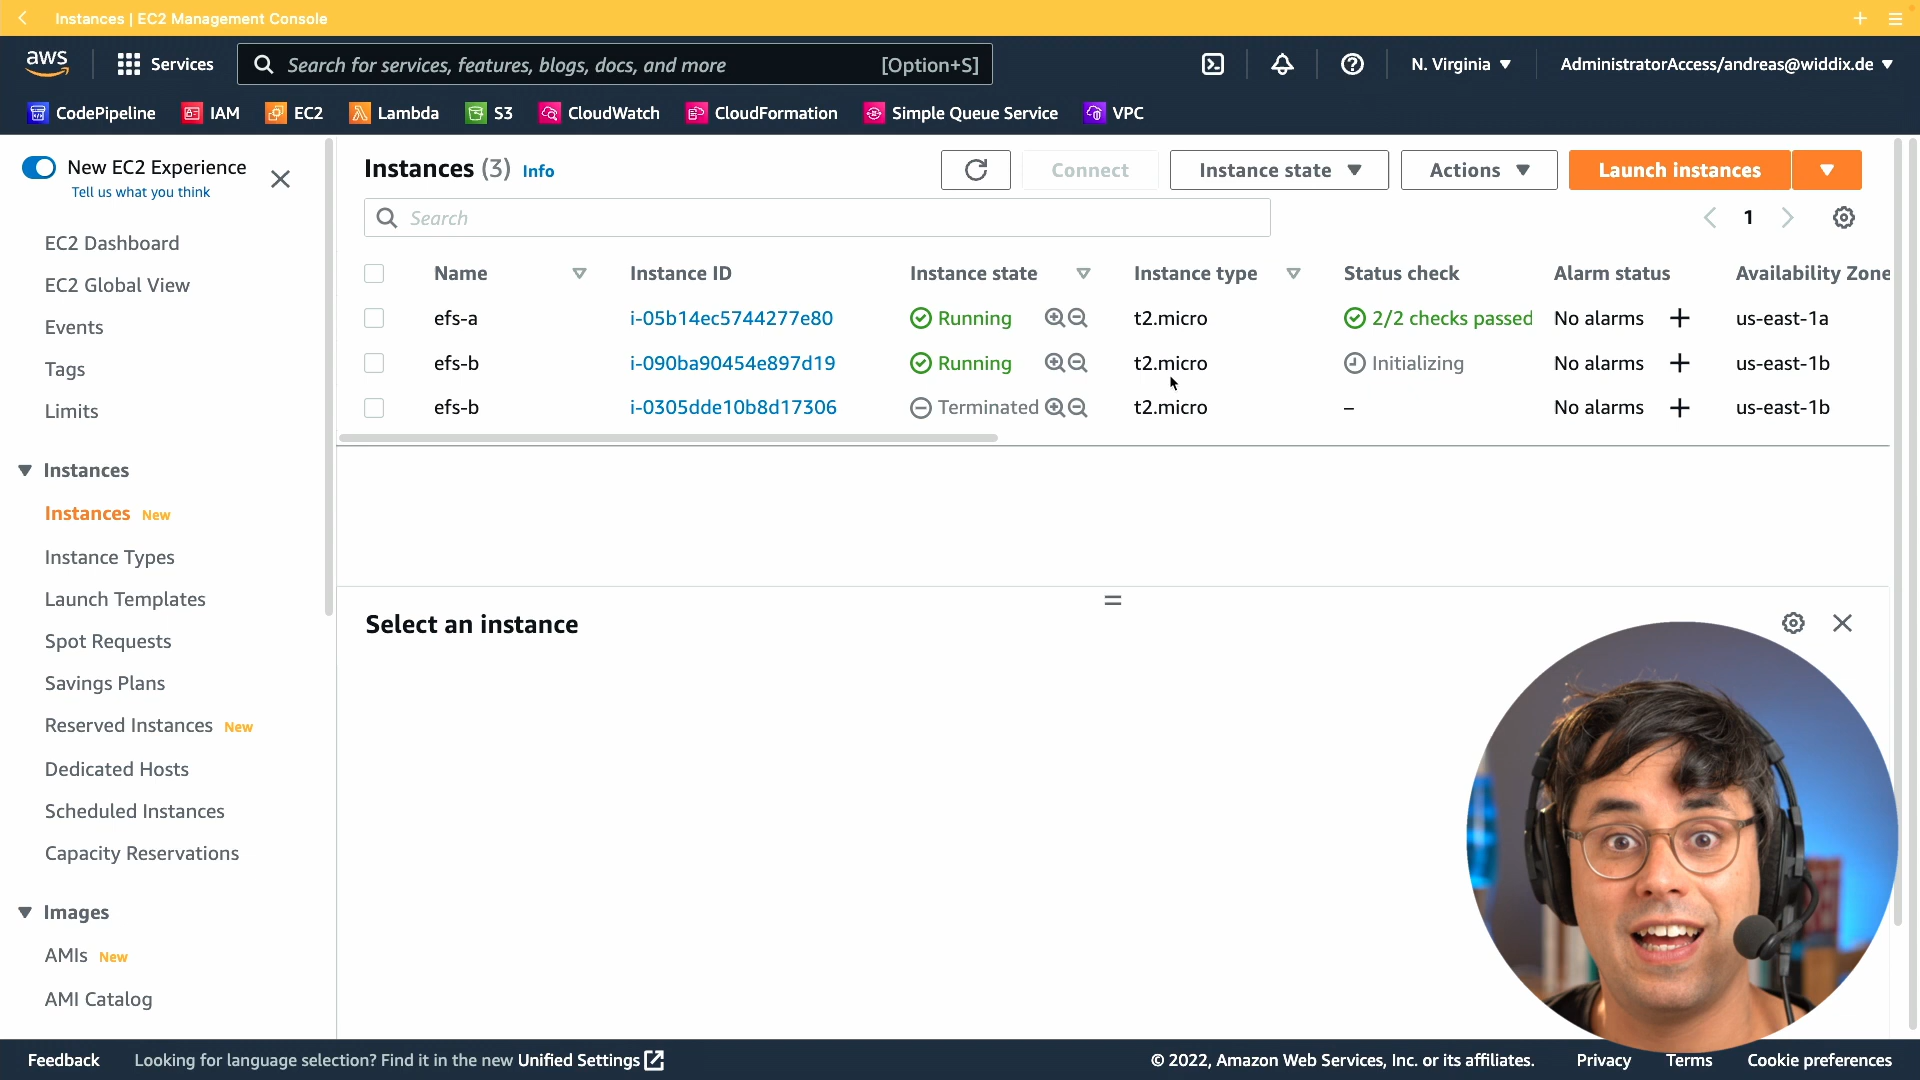 Instances | EC2 Management Console
aws
Services
Search for services, features, blogs, docs, and more
[Option+S]
N. Virginia
AdministratorAccess/andreas@widdix.de
CodePipeline
IAM
EC2
Lambda
S3
CloudWatch
CloudFormation
Simple Queue Service
VPC
New EC2 Experience
Tell us what you think
EC2 Dashboard
EC2 Global View
Events
Tags
Limits
Instances
Instances New
Instance Types
Launch Templates
Spot Requests
Savings Plans
Reserved Instances New
Dedicated Hosts
Scheduled Instances
Capacity Reservations
Images
AMIs New
AMI Catalog
Instances (3) Info
Connect
Instance state
Actions
Launch instances
Search
1
Name Instance ID Instance state Instance type Status check Alarm status Availability Zone
efs-a i-05b14ec5744277e80 Running t2.micro 2/2 checks passed No alarms + us-east-1a
efs-b i-090ba90454e897d19 Running t2.micro Initializing No alarms + us-east-1b
efs-b i-0305dde10b8d17306 Terminated t2.micro – No alarms + us-east-1b
Select an instance
Feedback
Looking for language selection? Find it in the new Unified Settings
© 2022, Amazon Web Services, Inc. or its affiliates.
Privacy
Terms
Cookie preferences